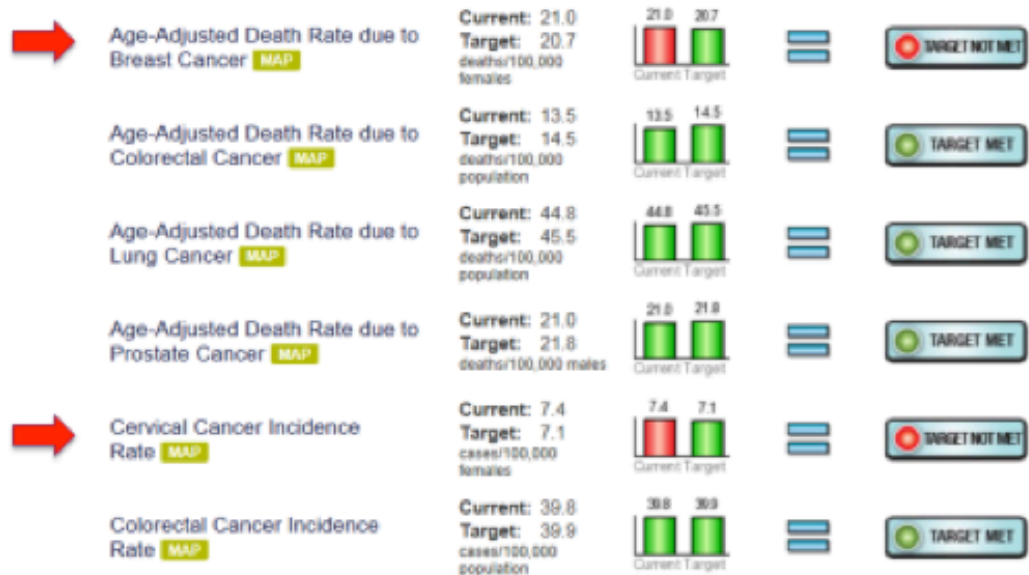 Age-Adjusted Death Rate due to
Breast Cancer MAP
Current: 21.0
Target: 20.7
deaths/100,000
females
21.0 20.7
Current Target
TARGET NOT MET
Age-Adjusted Death Rate due to
Colorectal Cancer MAP
Current: 13.5
Target: 14.5
deaths/100,000
population
13.5 14.5
Current Target
TARGET MET
Age-Adjusted Death Rate due to
Lung Cancer MAP
Current: 44.8
Target: 45.5
deaths/100,000
population
44.8 45.5
Current Target
TARGET MET
Age-Adjusted Death Rate due to
Prostate Cancer MAP
Current: 21.0
Target: 21.8
deaths/100,000 males
21.0 21.8
Current Target
TARGET MET
Cervical Cancer Incidence
Rate MAP
Current: 7.4
Target: 7.1
cases/100,000
females
7.4 7.1
Current Target
TARGET NOT MET
Colorectal Cancer Incidence
Rate MAP
Current: 39.8
Target: 39.9
cases/100,000
population
39.8 39.9
Current Target
TARGET MET